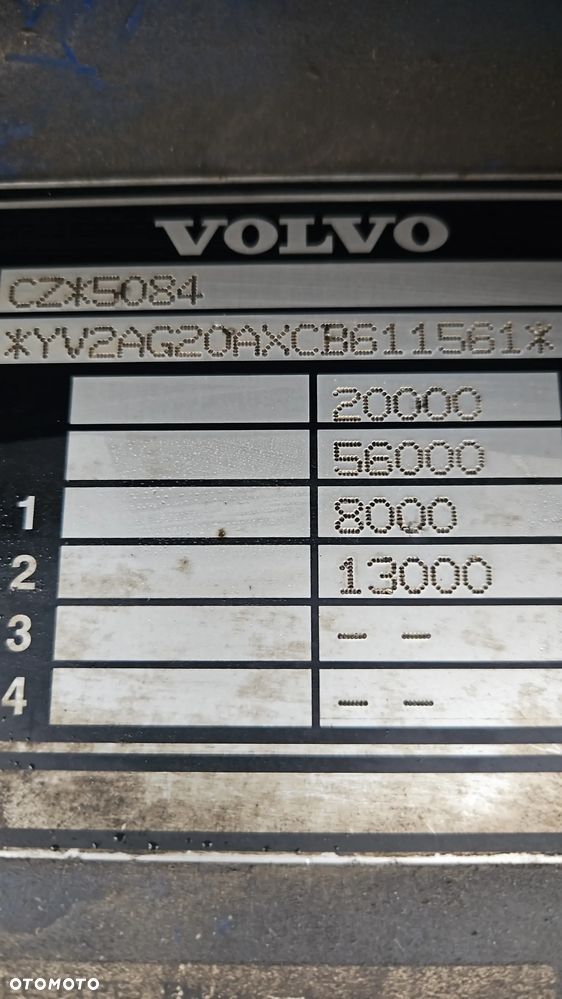 VOLVO
CZ*5084
*YV2AG20AXCB611561*
20000
56000
1 8000
2 13000
3 – –
4 – –
OTOMOTO